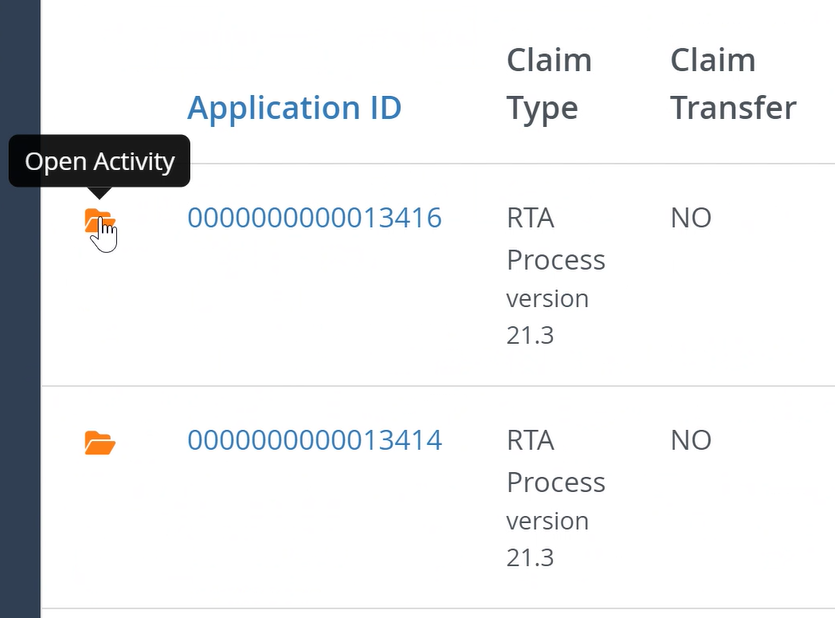 Claim
Claim
Application ID
Type
Transfer
Open Activity
0000000000013416
RTA
NO
Process
version
21.3
0000000000013414
RTA
NO
Process
version
21.3